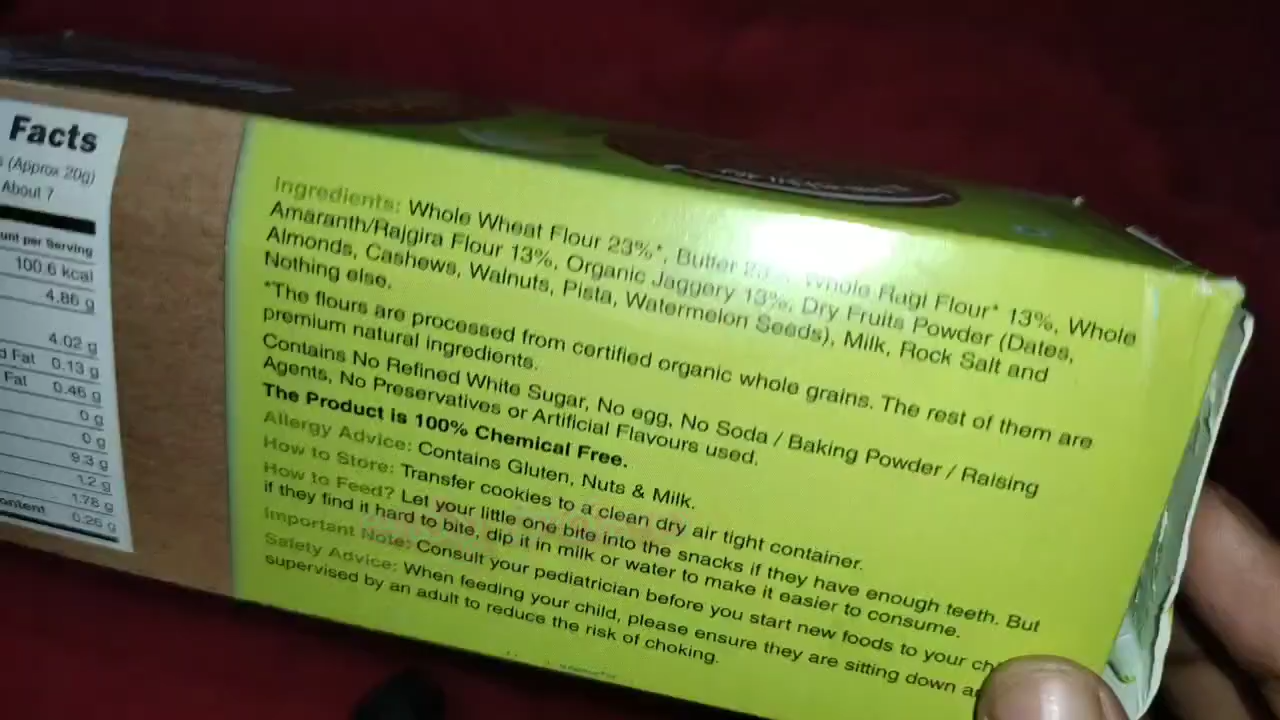 Facts
(Approx 20g)
About 7
unt per Serving
100.6 kcal
4.86 g
4.02 g
d Fat 0.13 g
Fat 0.46 g
0 g
0 g
9.3 g
1.2 g
1.78 g
ontent 0.26 g
Ingredients: Whole Wheat Flour 23%*, Butter Whole Ragi Flour* 13%, Whole
Amaranth/Rajgira Flour 13%, Organic Jaggery 13%, Dry Fruits Powder (Dates,
Almonds, Cashews, Walnuts, Pista, Watermelon Seeds), Milk, Rock Salt and
Nothing else.
*The flours are processed from certified organic whole grains. The rest of them are
premium natural ingredients.
Contains No Refined White Sugar, No egg, No Soda / Baking Powder / Raising
Agents, No Preservatives or Artificial Flavours used.
The Product is 100% Chemical Free.
Allergy Advice: Contains Gluten, Nuts & Milk.
How to Store: Transfer cookies to a clean dry air tight container.
How to Feed? Let your little one bite into the snacks if they have enough teeth. But
if they find it hard to bite, dip it in milk or water to make it easier to consume.
Important Note: Consult your pediatrician before you start new foods to your ch
Safety Advice: When feeding your child, please ensure they are sitting down a
supervised by an adult to reduce the risk of choking.